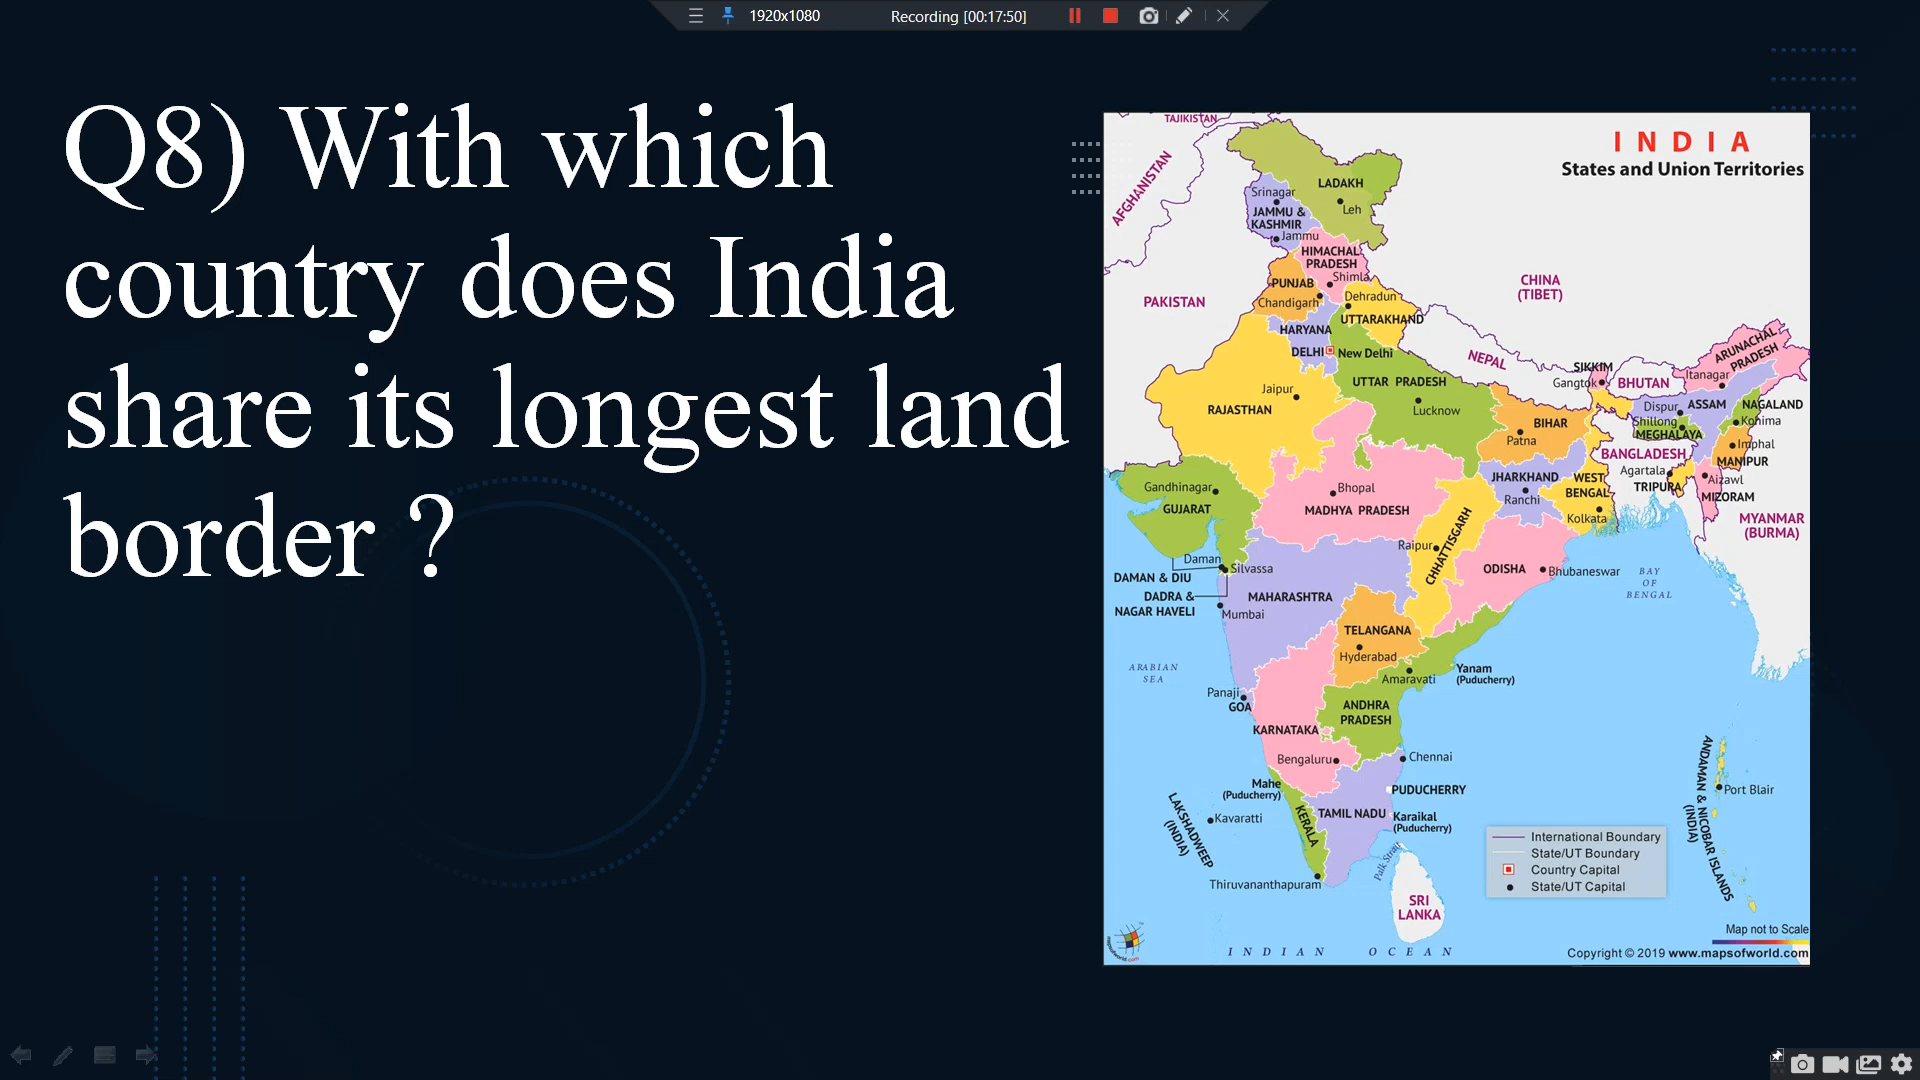 1920x1080
Recording [00:17:50]
Q8) With which
country does India
share its longest land
border ?
INDIA
States and Union Territories
TAJIKISTAN
AFGHANISTAN
LADAKH
Leh
Srinagar
JAMMU &
KASHMIR
Jammu
HIMACHAL
PRADESH
Shimla
PUNJAB
Chandigarh
Dehradun
UTTARAKHAND
PAKISTAN
CHINA
(TIBET)
HARYANA
DELHI
New Delhi
NEPAL
SIKKIM
Gangtok
BHUTAN
ARUNACHAL
PRADESH
Itanagar
Jaipur
RAJASTHAN
UTTAR PRADESH
Lucknow
BIHAR
Patna
Dispur
ASSAM
NAGALAND
Shillong
Kohima
MEGHALAYA
Imphal
MANIPUR
BANGLADESH
Agartala
TRIPURA
Aizawl
MIZORAM
MYANMAR
(BURMA)
Gandhinagar
GUJARAT
Bhopal
MADHYA PRADESH
JHARKHAND
Ranchi
WEST
BENGAL
Kolkata
Raipur
CHHATTISGARH
ODISHA
Bhubaneswar
BAY
OF
BENGAL
Daman
Silvassa
DAMAN & DIU
DADRA &
NAGAR HAVELI
MAHARASHTRA
Mumbai
TELANGANA
Hyderabad
ARABIAN
SEA
Amaravati
Yanam
(Puducherry)
Panaji
GOA
KARNATAKA
ANDHRA
PRADESH
Bengaluru
Chennai
Mahe
(Puducherry)
PUDUCHERRY
TAMIL NADU
Karaikal
(Puducherry)
KERALA
LAKSHADWEEP
(INDIA)
Kavaratti
Thiruvananthapuram
Palk Strait
SRI
LANKA
ANDAMAN & NICOBAR ISLANDS
(INDIA)
Port Blair
International Boundary
State/UT Boundary
Country Capital
State/UT Capital
INDIAN OCEAN
Map not to Scale
Copyright © 2019 www.mapsofworld.com